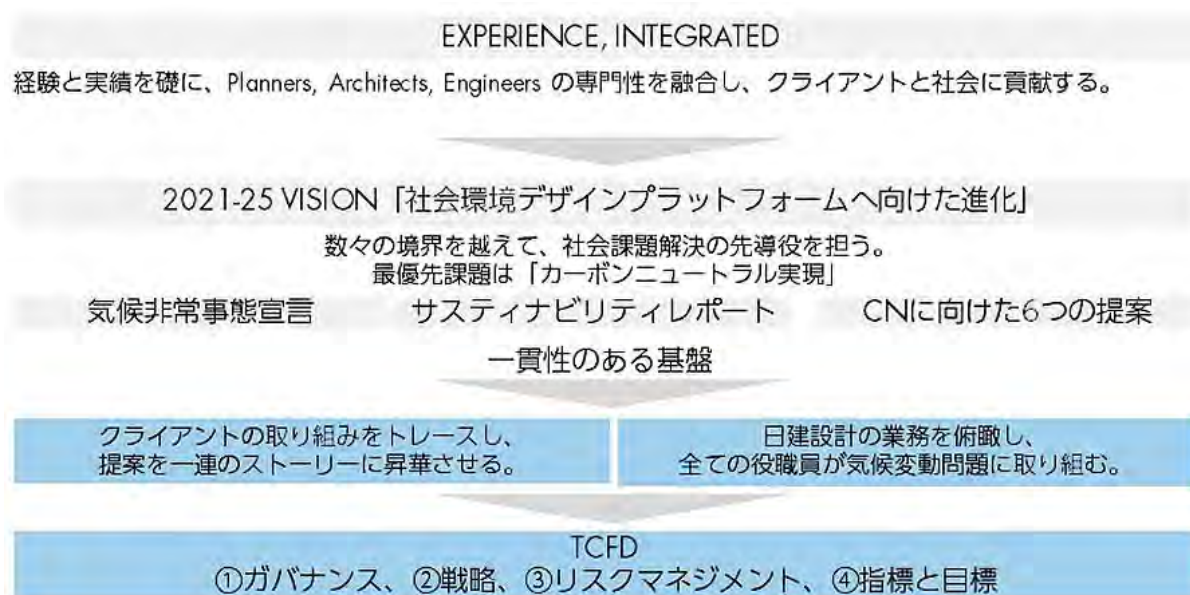 EXPERIENCE, INTEGRATED
経験と実績を礎に、Planners, Architects, Engineers の専門性を融合し、クライアントと社会に貢献する。
2021-25 VISION「社会環境デザインプラットフォームへ向けた進化」
数々の境界を越えて、社会課題解決の先導役を担う。
最優先課題は「カーボンニュートラル実現」
気候非常事態宣言 サスティナビリティレポート CNに向けた6つの提案
一貫性のある基盤
クライアントの取り組みをトレースし、
提案を一連のストーリーに昇華させる。
日建設計の業務を俯瞰し、
全ての役職員が気候変動問題に取り組む。
TCFD
①ガバナンス、②戦略、③リスクマネジメント、④指標と目標